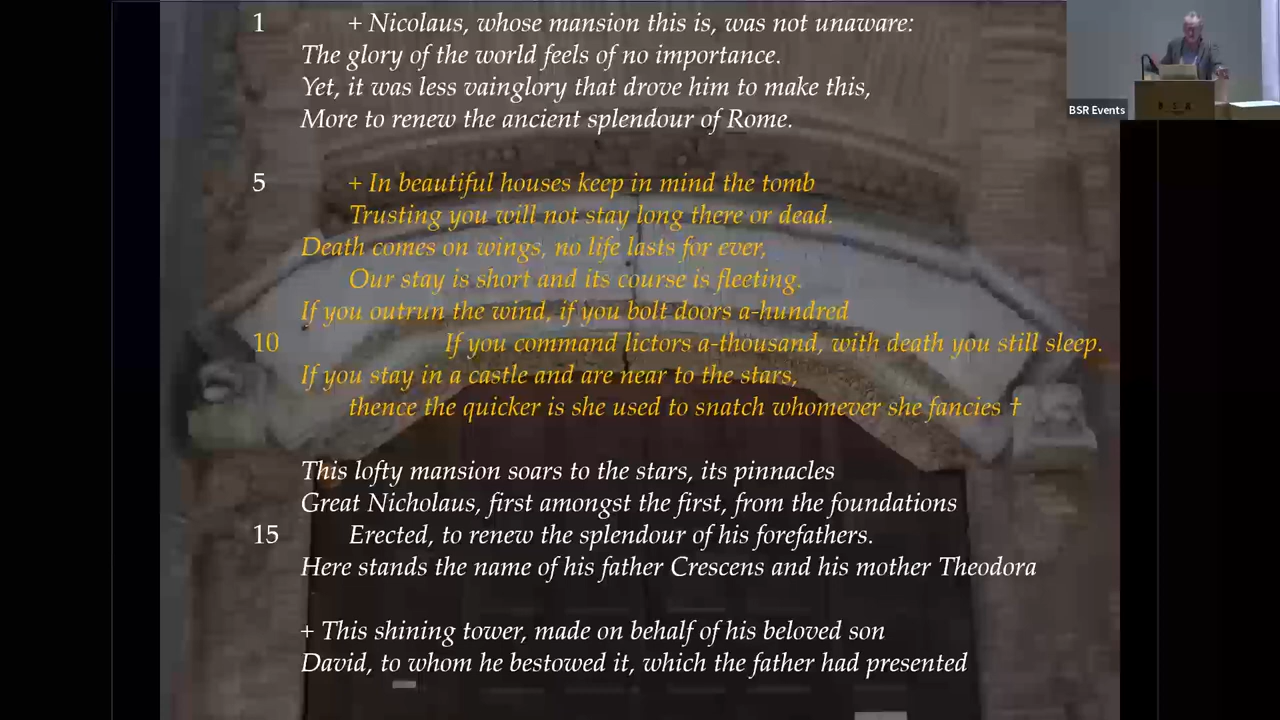 1 + Nicolaus, whose mansion this is, was not unaware:
The glory of the world feels of no importance.
Yet, it was less vainglory that drove him to make this,
More to renew the ancient splendour of Rome.
5 + In beautiful houses keep in mind the tomb
Trusting you will not stay long there or dead.
Death comes on wings, no life lasts for ever,
Our stay is short and its course is fleeting.
If you outrun the wind, if you bolt doors a-hundred
10 If you command lictors a-thousand, with death you still sleep.
If you stay in a castle and are near to the stars,
thence the quicker is she used to snatch whomever she fancies †
This lofty mansion soars to the stars, its pinnacles
Great Nicholaus, first amongst the first, from the foundations
15 Erected, to renew the splendour of his forefathers.
Here stands the name of his father Crescens and his mother Theodora
+ This shining tower, made on behalf of his beloved son
David, to whom he bestowed it, which the father had presented
BSR Events
B S R